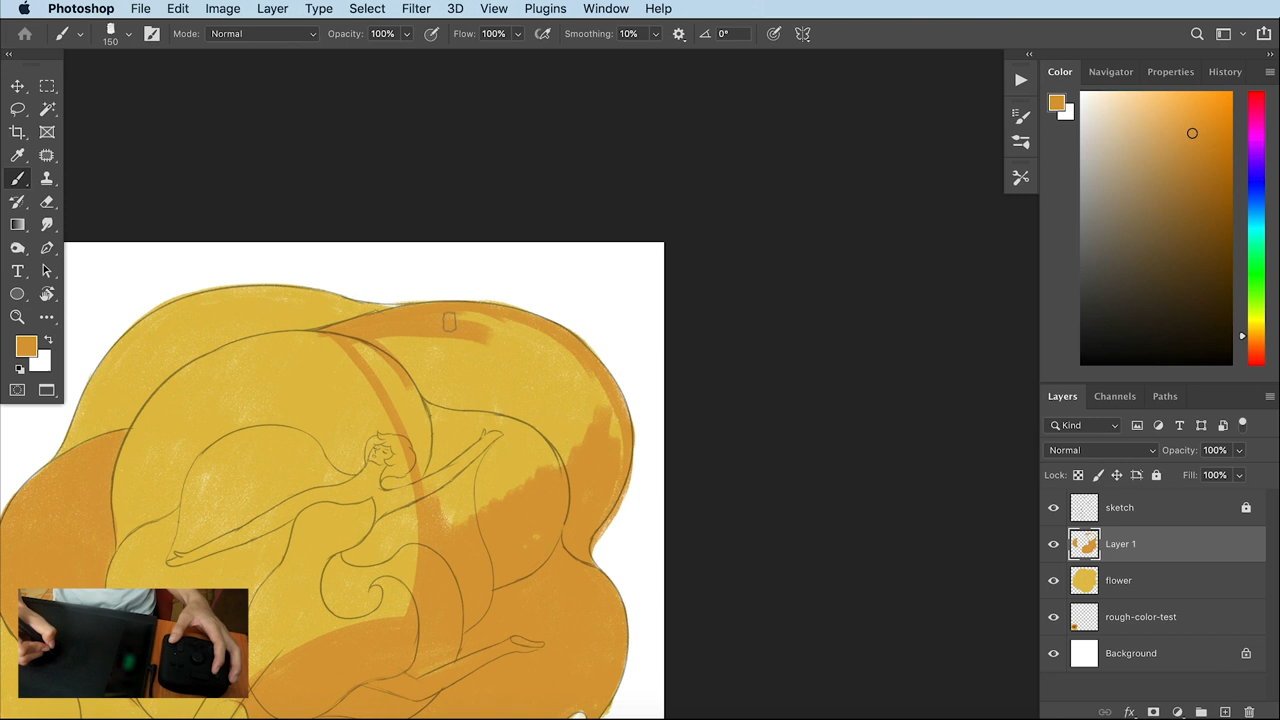 Photoshop File Edit Image Layer Type Select Filter 3D View Plugins Window Help
150 Mode: Normal Opacity: 100% Flow: 100% Smoothing: 10% 0°
Color Navigator Properties History
Layers Channels Paths
Kind
Normal Opacity: 100%
Lock: Fill: 100%
sketch
Layer 1
flower
rough-color-test
Background